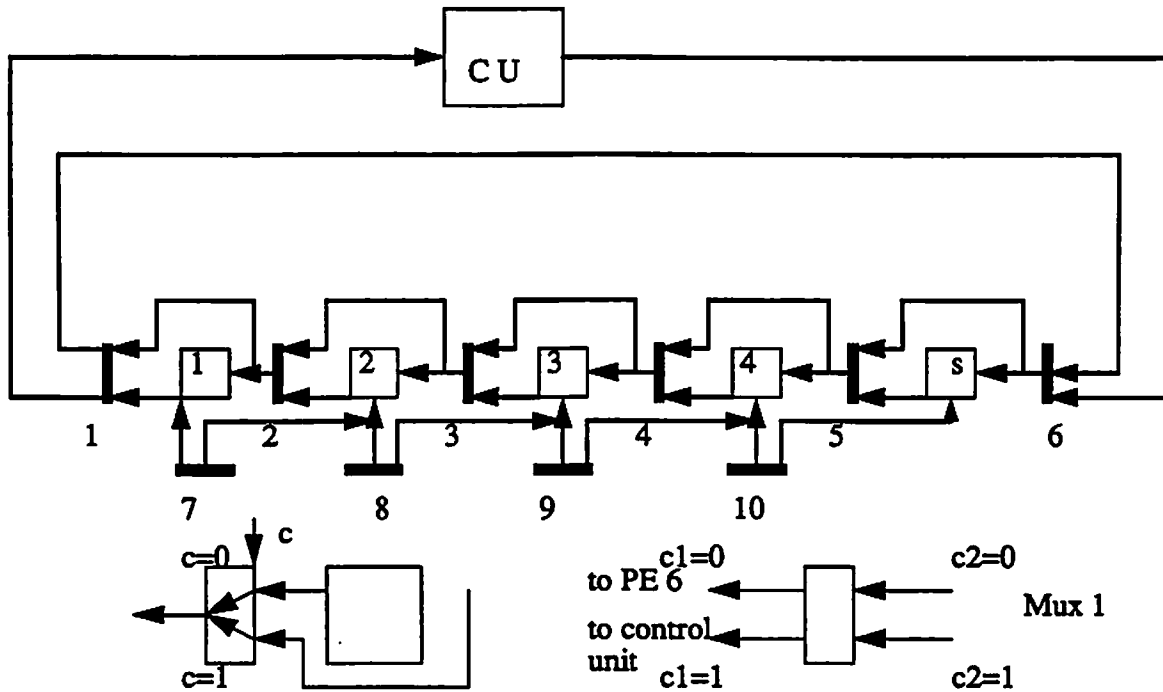 C U
1 2 3 4 s
1 2 3 4 5 6
7 8 9 10
c
c=0
c=1
c1=0 c2=0
to PE 6
Mux 1
to control
unit
c1=1 c2=1